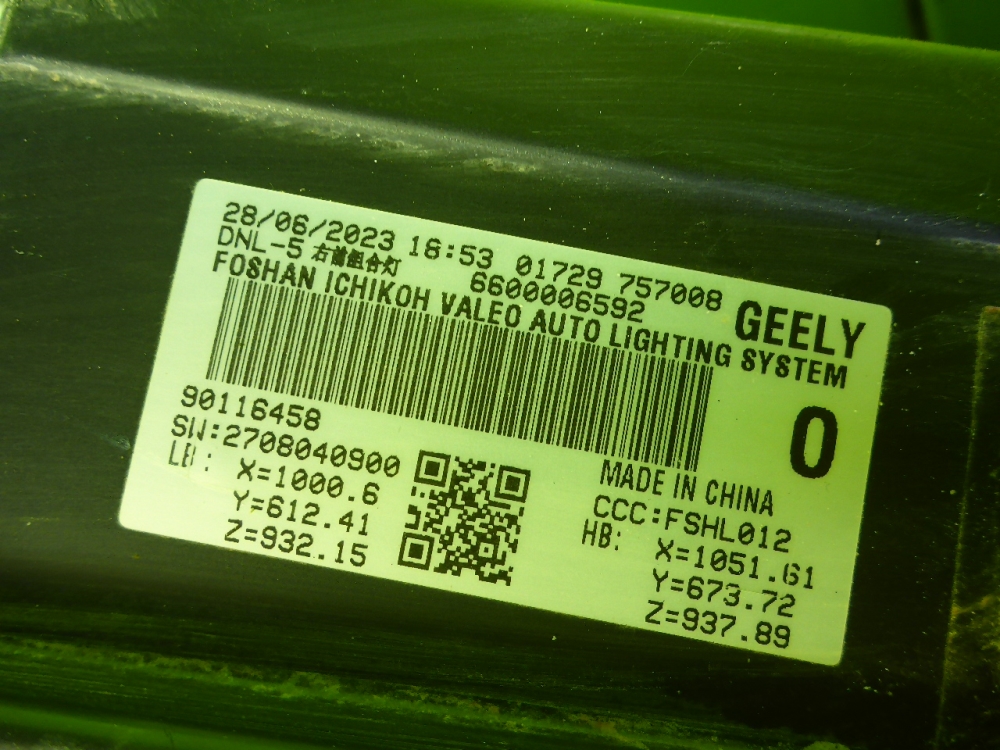 28/06/2023 18:53 01729 757008
DNL-5 右前组合灯 6600006592
GEELY
FOSHAN ICHIKOH VALEO AUTO LIGHTING SYSTEM
0
90116458
SW:2708040900
LB: X=1000.6
Y=612.41
Z=932.15
MADE IN CHINA
CCC:FSHL012
HB: X=1051.61
Y=673.72
Z=937.89